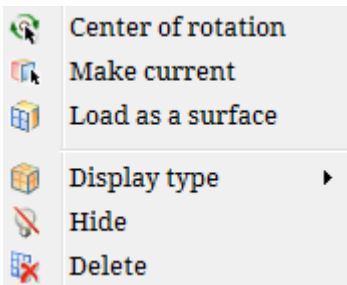 Center of rotation
Make current
Load as a surface
Display type
Hide
Delete